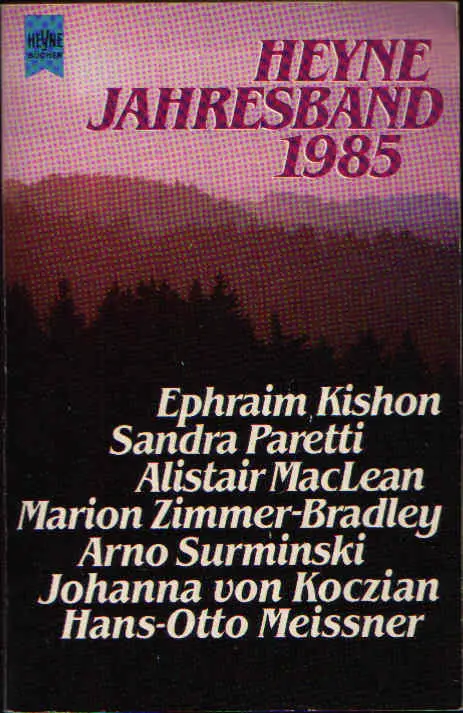 HEYNE
BÜCHER
HEYNE
JAHRESBAND
1985
Ephraim Kishon
Sandra Paretti
Alistair MacLean
Marion Zimmer-Bradley
Arno Surminski
Johanna von Koczian
Hans-Otto Meissner